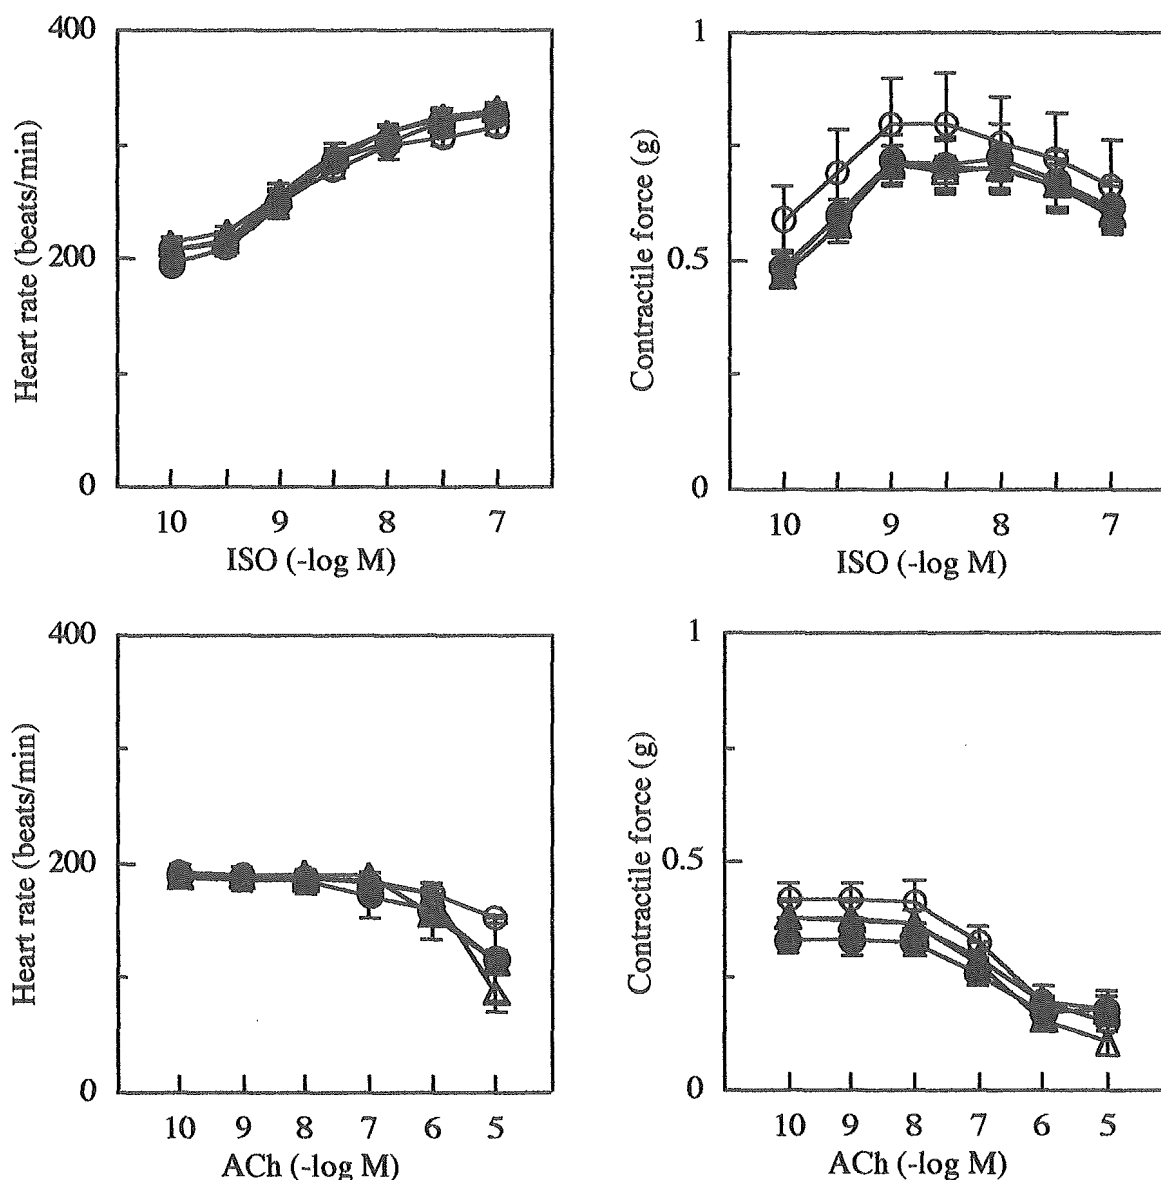 400
200
0
Heart rate (beats/min)
10 9 8 7
ISO (-log M)
1
0.5
0
Contractile force (g)
10 9 8 7
ISO (-log M)
400
200
0
Heart rate (beats/min)
10 9 8 7 6 5
ACh (-log M)
1
0.5
0
Contractile force (g)
10 9 8 7 6 5
ACh (-log M)